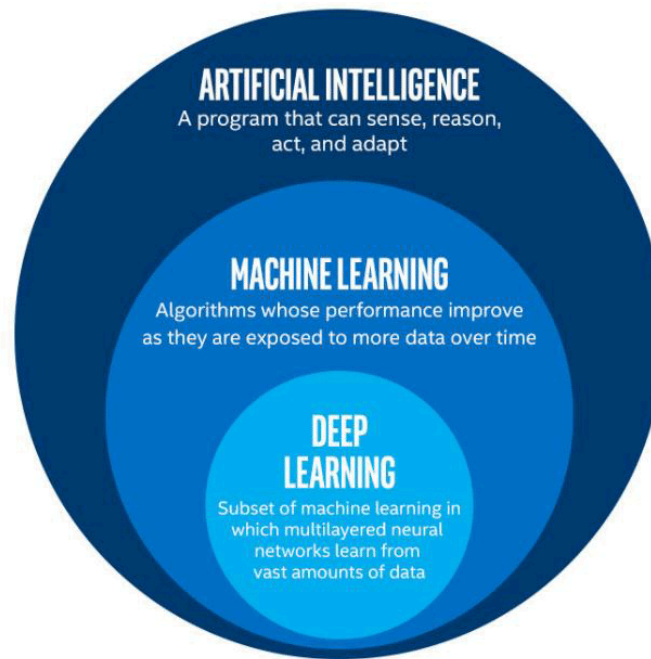 ARTIFICIAL INTELLIGENCE
A program that can sense, reason,
act, and adapt
MACHINE LEARNING
Algorithms whose performance improve
as they are exposed to more data over time
DEEP
LEARNING
Subset of machine learning in
which multilayered neural
networks learn from
vast amounts of data